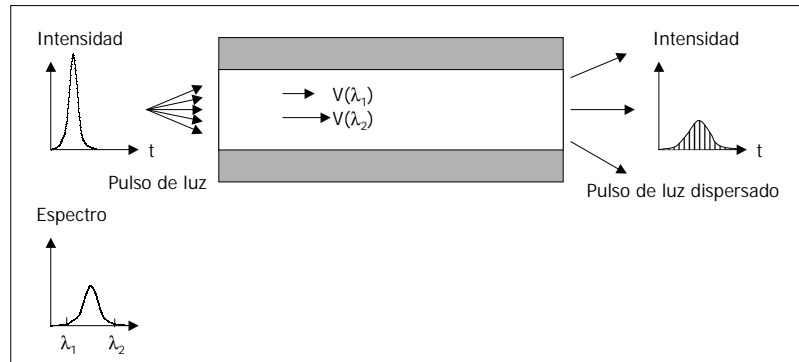 Intensidad
t
Pulso de luz
V(λ₁)
V(λ₂)
Intensidad
t
Pulso de luz dispersado
Espectro
λ₁ λ₂